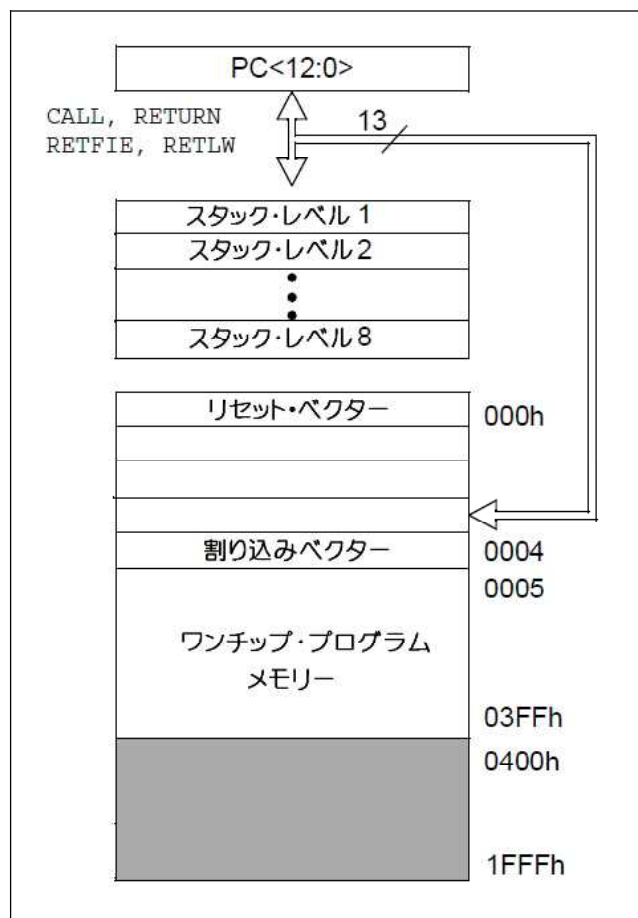 PC<12:0>
CALL, RETURN
RETFIE, RETLW
13
スタック・レベル 1
スタック・レベル 2
スタック・レベル 8
リセット・ベクター
000h
割り込みベクター
0004
0005
ワンチップ・プログラム
メモリー
03FFh
0400h
1FFFh